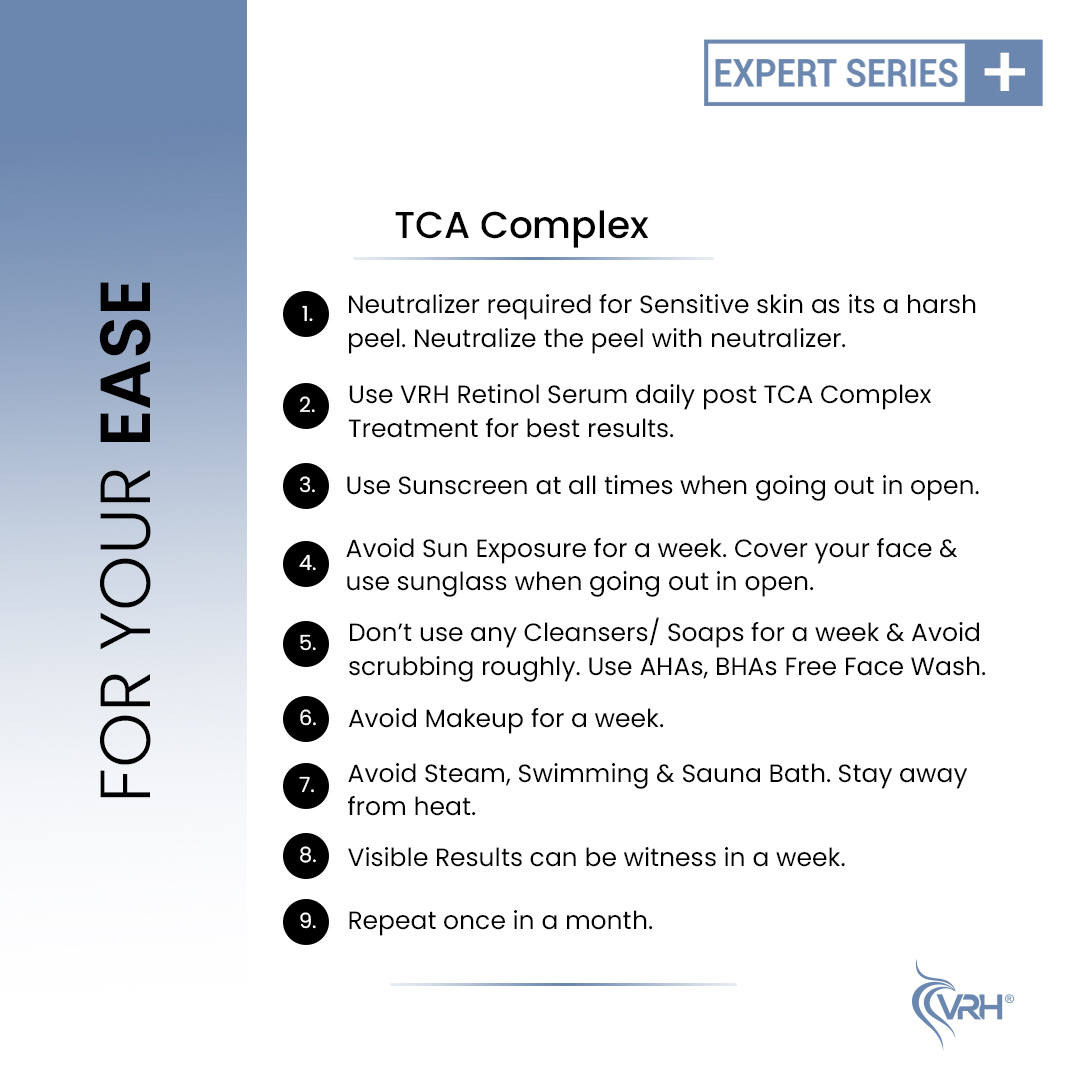 EXPERT SERIES +
FOR YOUR EASE
TCA Complex
1. Neutralizer required for Sensitive skin as its a harsh
peel. Neutralize the peel with neutralizer.
2. Use VRH Retinol Serum daily post TCA Complex
Treatment for best results.
3. Use Sunscreen at all times when going out in open.
4. Avoid Sun Exposure for a week. Cover your face &
use sunglass when going out in open.
5. Don’t use any Cleansers/ Soaps for a week & Avoid
scrubbing roughly. Use AHAs, BHAs Free Face Wash.
6. Avoid Makeup for a week.
7. Avoid Steam, Swimming & Sauna Bath. Stay away
from heat.
8. Visible Results can be witness in a week.
9. Repeat once in a month.
VRH®